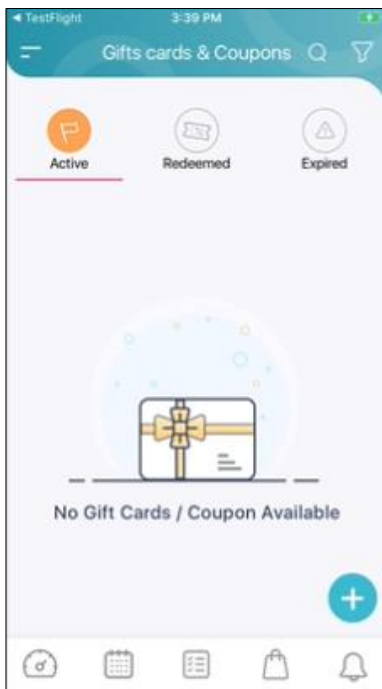 ◀ TestFlight 3:39 PM
Gifts cards & Coupons
Active Redeemed Expired
No Gift Cards / Coupon Available